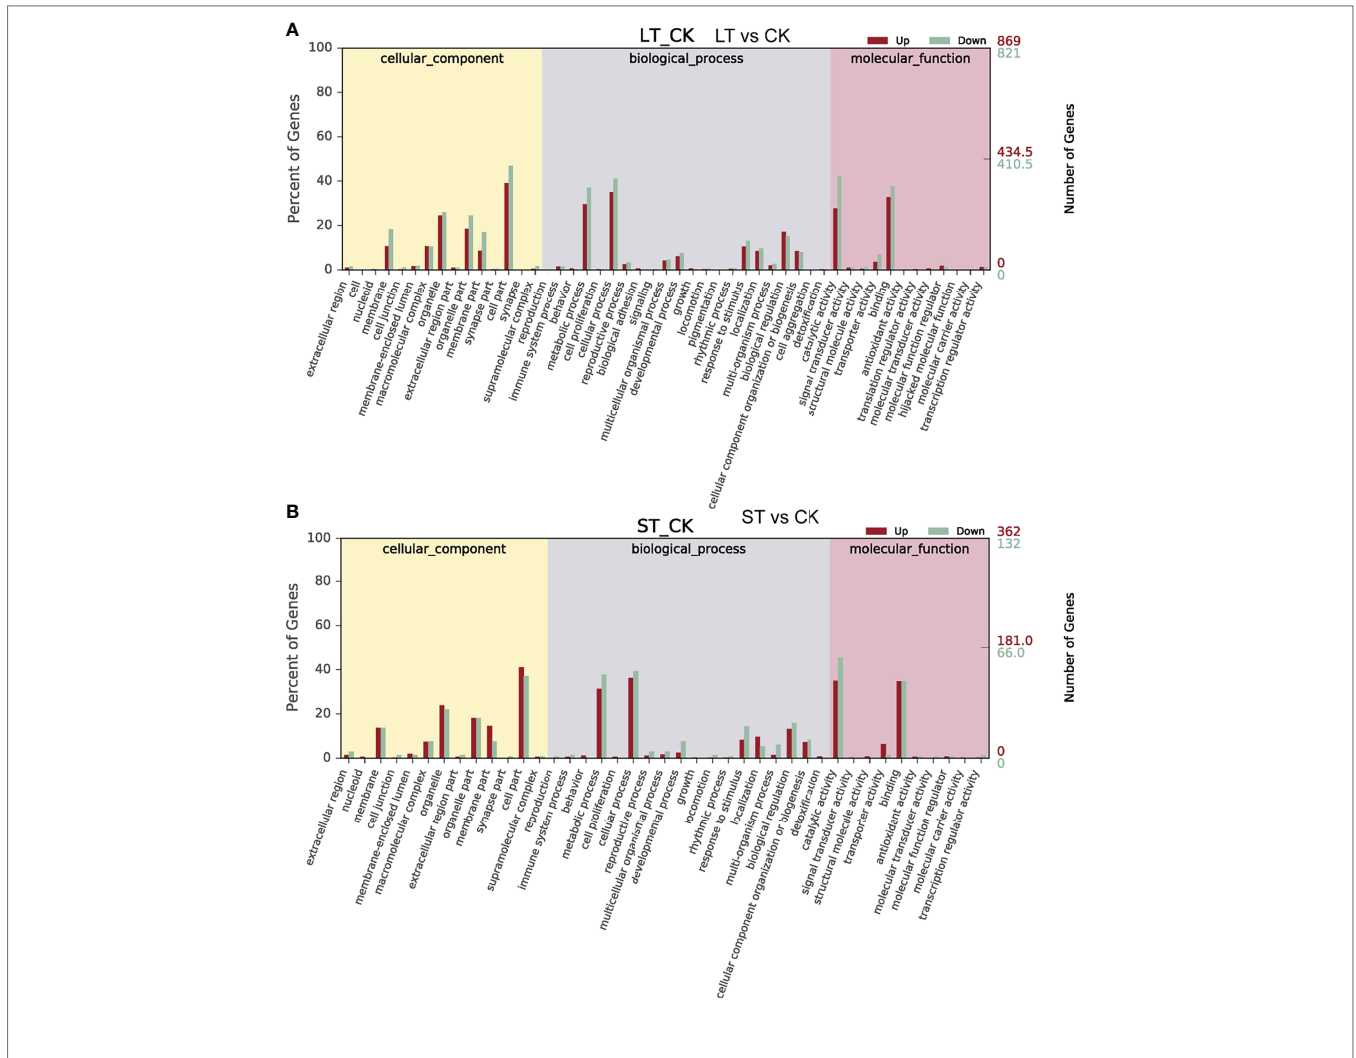 A
LT_CK LT vs CK
Up Down
869
821
cellular_component biological_process molecular_function
100
80
60
40
20
0
Percent of Genes
434.5
410.5
0
0
Number of Genes
extracellular region
cell
nucleoid
membrane
cell junction
membrane-enclosed lumen
macromolecular complex
organelle
extracellular region part
organelle part
membrane part
synapse part
cell part
synapse
supramolecular complex
reproduction
immune system process
behavior
metabolic process
cell proliferation
cellular process
reproductive process
biological adhesion
signaling
multicellular organismal process
developmental process
growth
locomotion
pigmentation
rhythmic process
response to stimulus
localization
multi-organism process
biological regulation
cellular component organization or biogenesis
cell aggregation
detoxification
catalytic activity
signal transducer activity
structural molecule activity
transporter activity
binding
antioxidant activity
translation regulator activity
molecular transducer activity
molecular function regulator
hijacked molecular function
molecular carrier activity
transcription regulator activity
B
ST_CK ST vs CK
Up Down
362
132
cellular_component biological_process molecular_function
100
80
60
40
20
0
Percent of Genes
181.0
66.0
0
0
Number of Genes
extracellular region
nucleoid
membrane
cell junction
membrane-enclosed lumen
macromolecular complex
organelle
extracellular region part
organelle part
membrane part
synapse part
cell part
supramolecular complex
reproduction
immune system process
behavior
metabolic process
cell proliferation
cellular process
reproductive process
multicellular organismal process
developmental process
growth
locomotion
rhythmic process
response to stimulus
localization
multi-organism process
biological regulation
cellular component organization or biogenesis
detoxification
catalytic activity
signal transducer activity
structural molecule activity
transporter activity
binding
antioxidant activity
molecular transducer activity
molecular function regulator
molecular carrier activity
transcription regulator activity